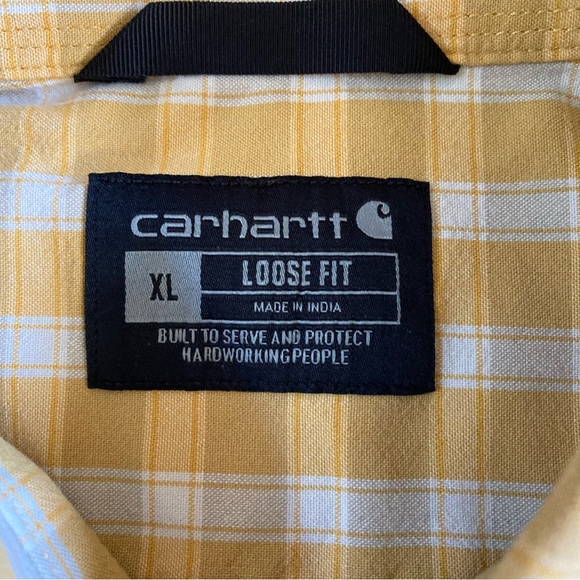 carhartt
XL
LOOSE FIT
MADE IN INDIA
BUILT TO SERVE AND PROTECT
HARDWORKING PEOPLE